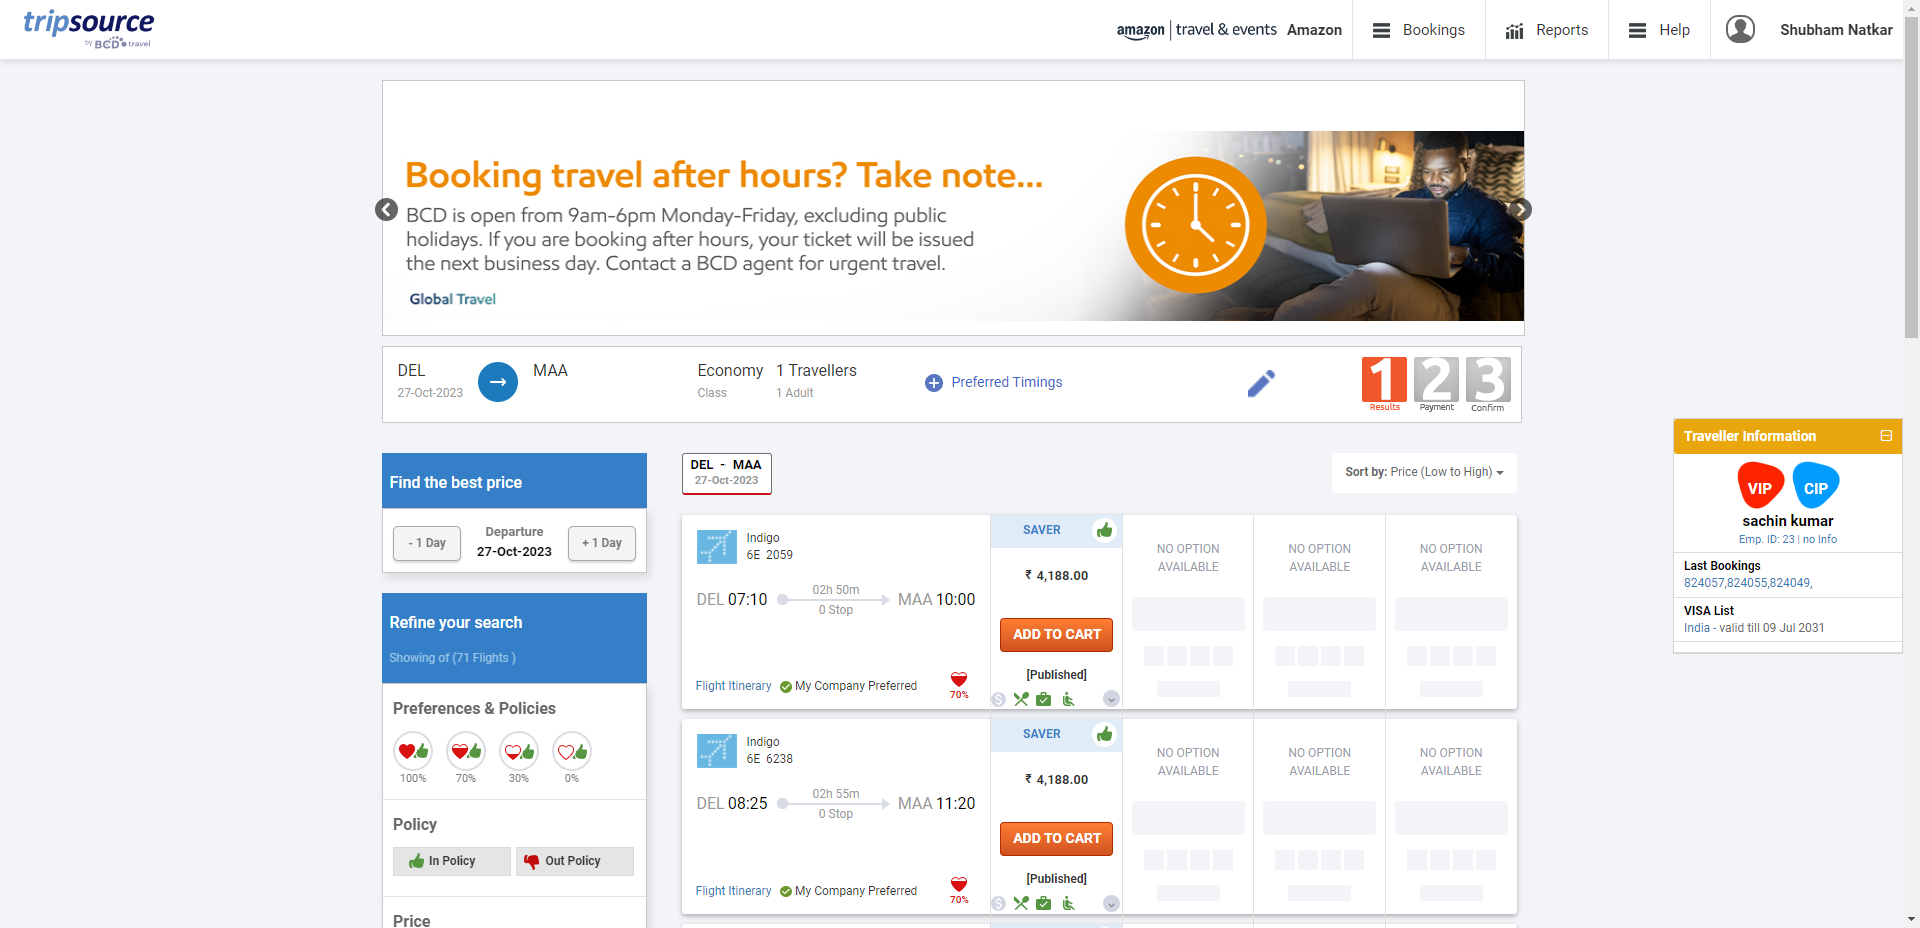 tripsource
by BCD travel
amazon | travel & events Amazon
Bookings
Reports
Help
Shubham Natkar
Booking travel after hours? Take note...
BCD is open from 9am-6pm Monday-Friday, excluding public
holidays. If you are booking after hours, your ticket will be issued
the next business day. Contact a BCD agent for urgent travel.
Global Travel
DEL
27-Oct-2023
MAA
Economy
Class
1 Travellers
1 Adult
Preferred Timings
1
Results
2
Payment
3
Confirm
Find the best price
- 1 Day
Departure
27-Oct-2023
+ 1 Day
Refine your search
Showing of (71 Flights )
Preferences & Policies
100%
70%
30%
0%
Policy
In Policy
Out Policy
Price
DEL - MAA
27-Oct-2023
Sort by: Price (Low to High)
Indigo
6E 2059
DEL 07:10
02h 50m
0 Stop
MAA 10:00
Flight Itinerary
My Company Preferred
70%
SAVER
₹ 4,188.00
ADD TO CART
[Published]
NO OPTION
AVAILABLE
NO OPTION
AVAILABLE
NO OPTION
AVAILABLE
Indigo
6E 6238
DEL 08:25
02h 55m
0 Stop
MAA 11:20
Flight Itinerary
My Company Preferred
70%
SAVER
₹ 4,188.00
ADD TO CART
[Published]
NO OPTION
AVAILABLE
NO OPTION
AVAILABLE
NO OPTION
AVAILABLE
Traveller Information
VIP
CIP
sachin kumar
Emp. ID: 23 | no Info
Last Bookings
824057,824055,824049,
VISA List
India - valid till 09 Jul 2031